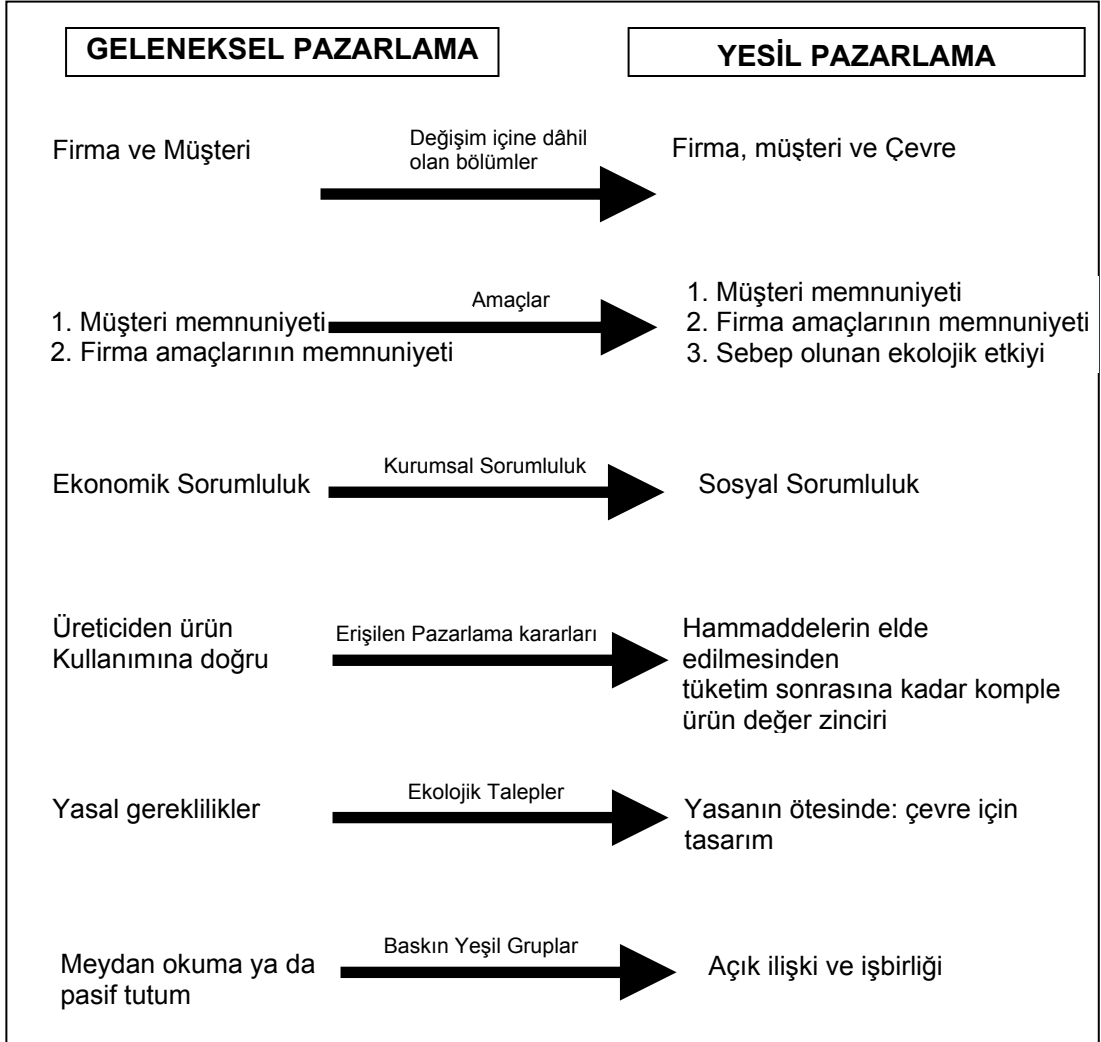 GELENEKSEL PAZARLAMA
YESİL PAZARLAMA
Firma ve Müşteri
Değişim içine dâhil
olan bölümler
Firma, müşteri ve Çevre
1. Müşteri memnuniyeti
2. Firma amaçlarının memnuniyeti
Amaçlar
1. Müşteri memnuniyeti
2. Firma amaçlarının memnuniyeti
3. Sebep olunan ekolojik etkiyi
Ekonomik Sorumluluk
Kurumsal Sorumluluk
Sosyal Sorumluluk
Üreticiden ürün
Kullanımına doğru
Erişilen Pazarlama kararları
Hammaddelerin elde
edilmesinden
tüketim sonrasına kadar komple
ürün değer zinciri
Yasal gereklilikler
Ekolojik Talepler
Yasanın ötesinde: çevre için
tasarım
Meydan okuma ya da
pasif tutum
Baskın Yeşil Gruplar
Açık ilişki ve işbirliği